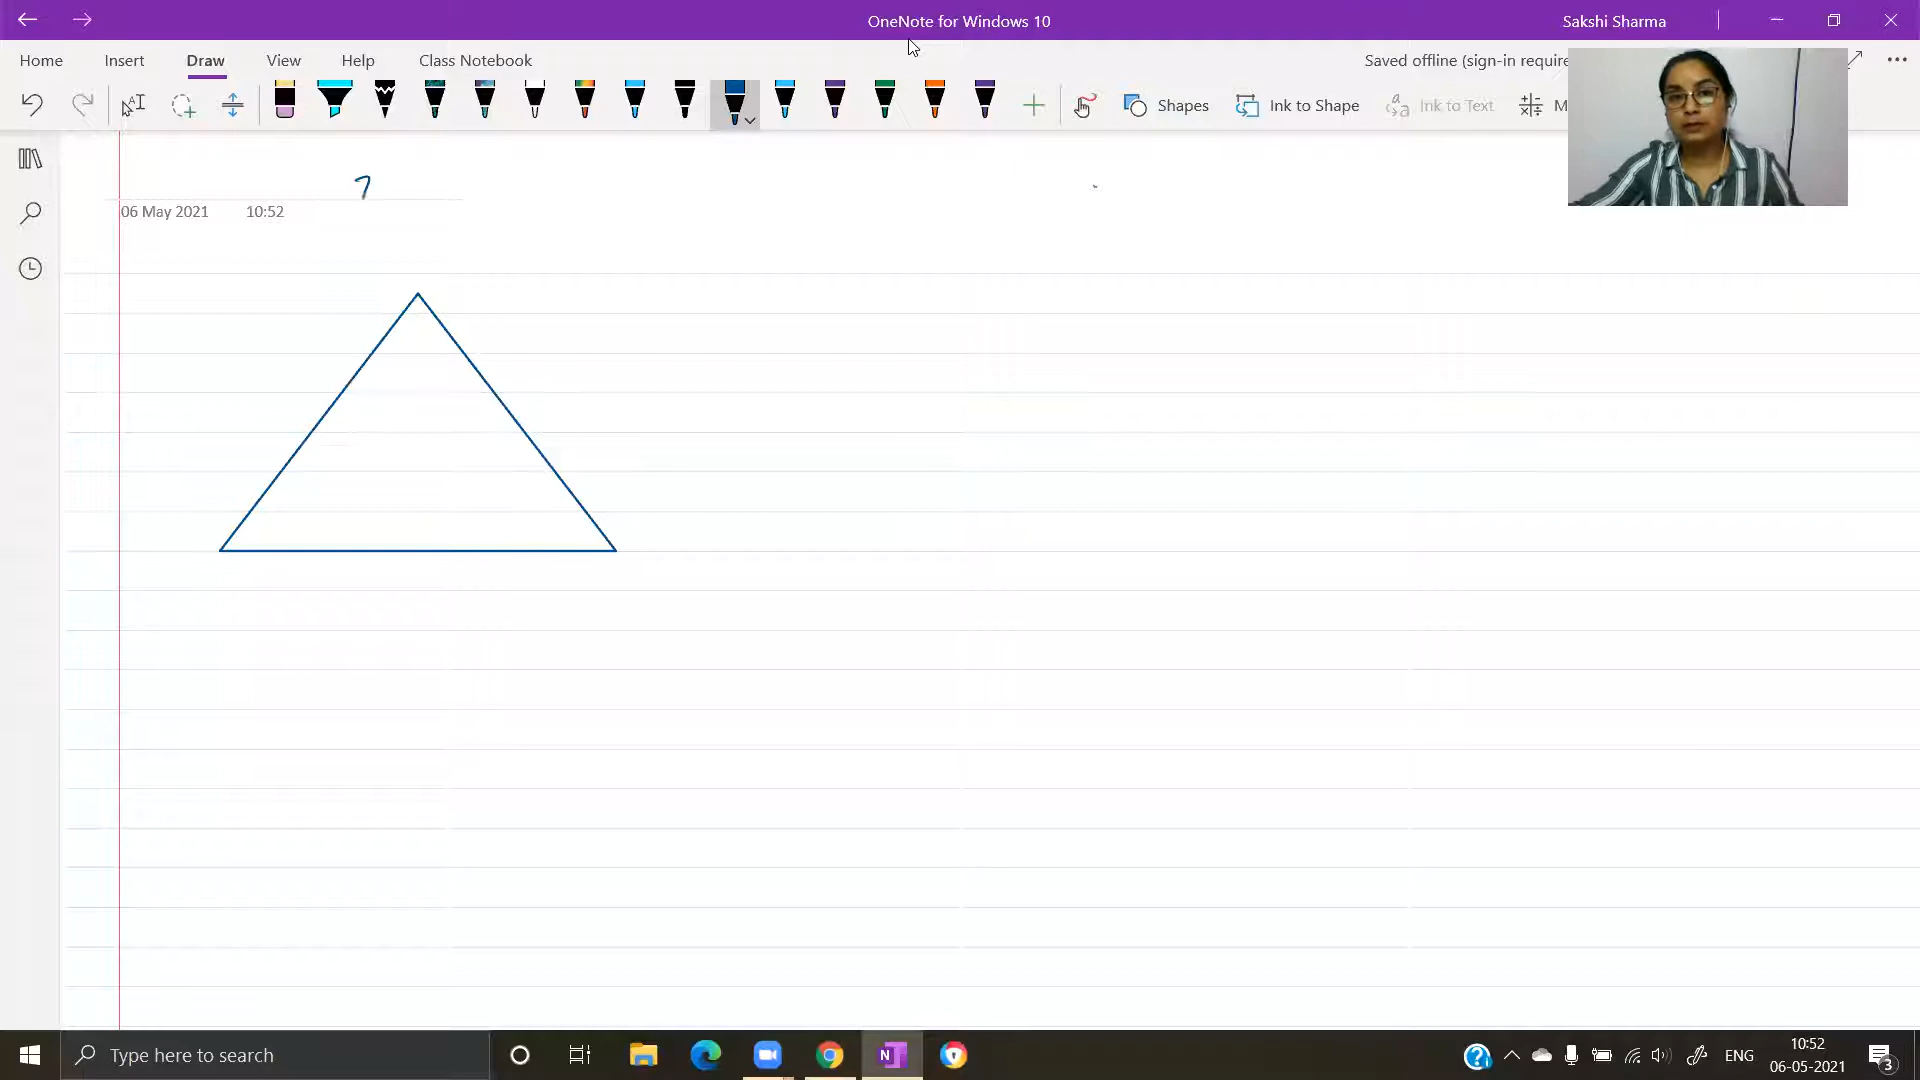 OneNote for Windows 10
Sakshi Sharma
Home Insert Draw View Help Class Notebook
Saved offline (sign-in require
Shapes Ink to Shape Ink to Text M
7
06 May 2021 10:52
Type here to search
ENG
10:52
06-05-2021
3